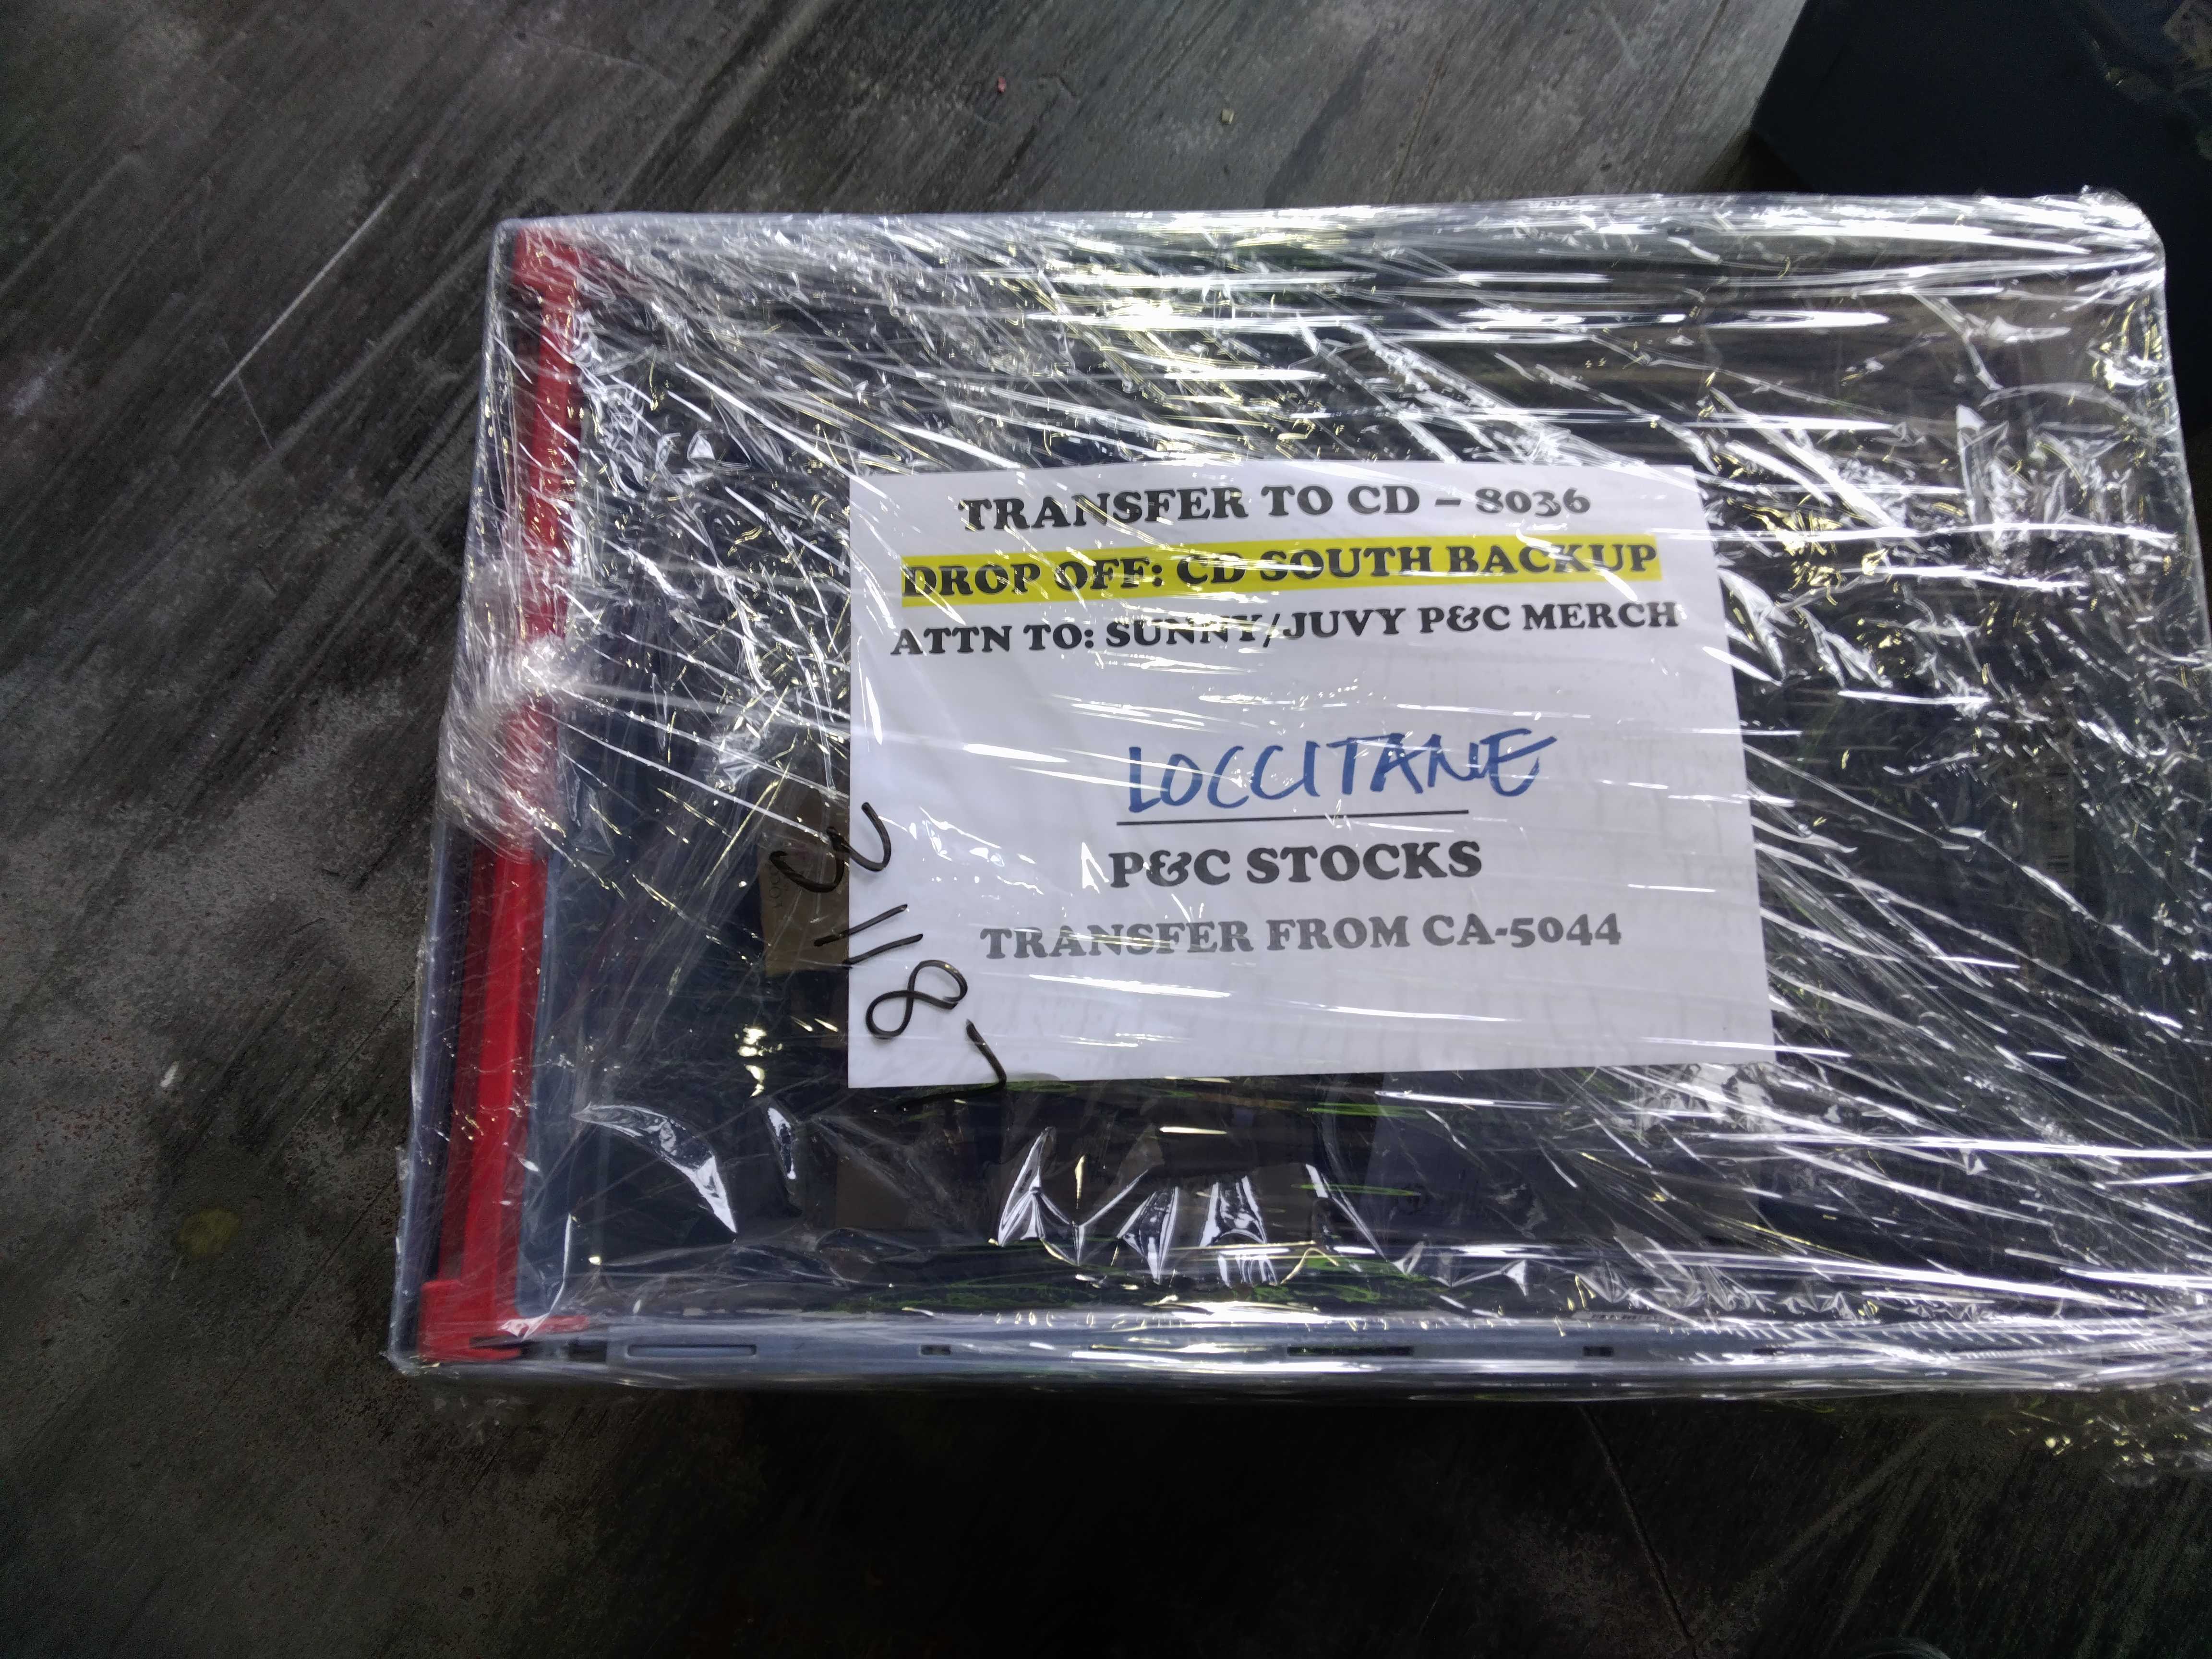 TRANSFER TO CD – 8036
DROP OFF: CD SOUTH BACKUP
ATTN TO: SUNNY/JUVY P&C MERCH
LOCCITANE
P&C STOCKS
TRANSFER FROM CA-5044